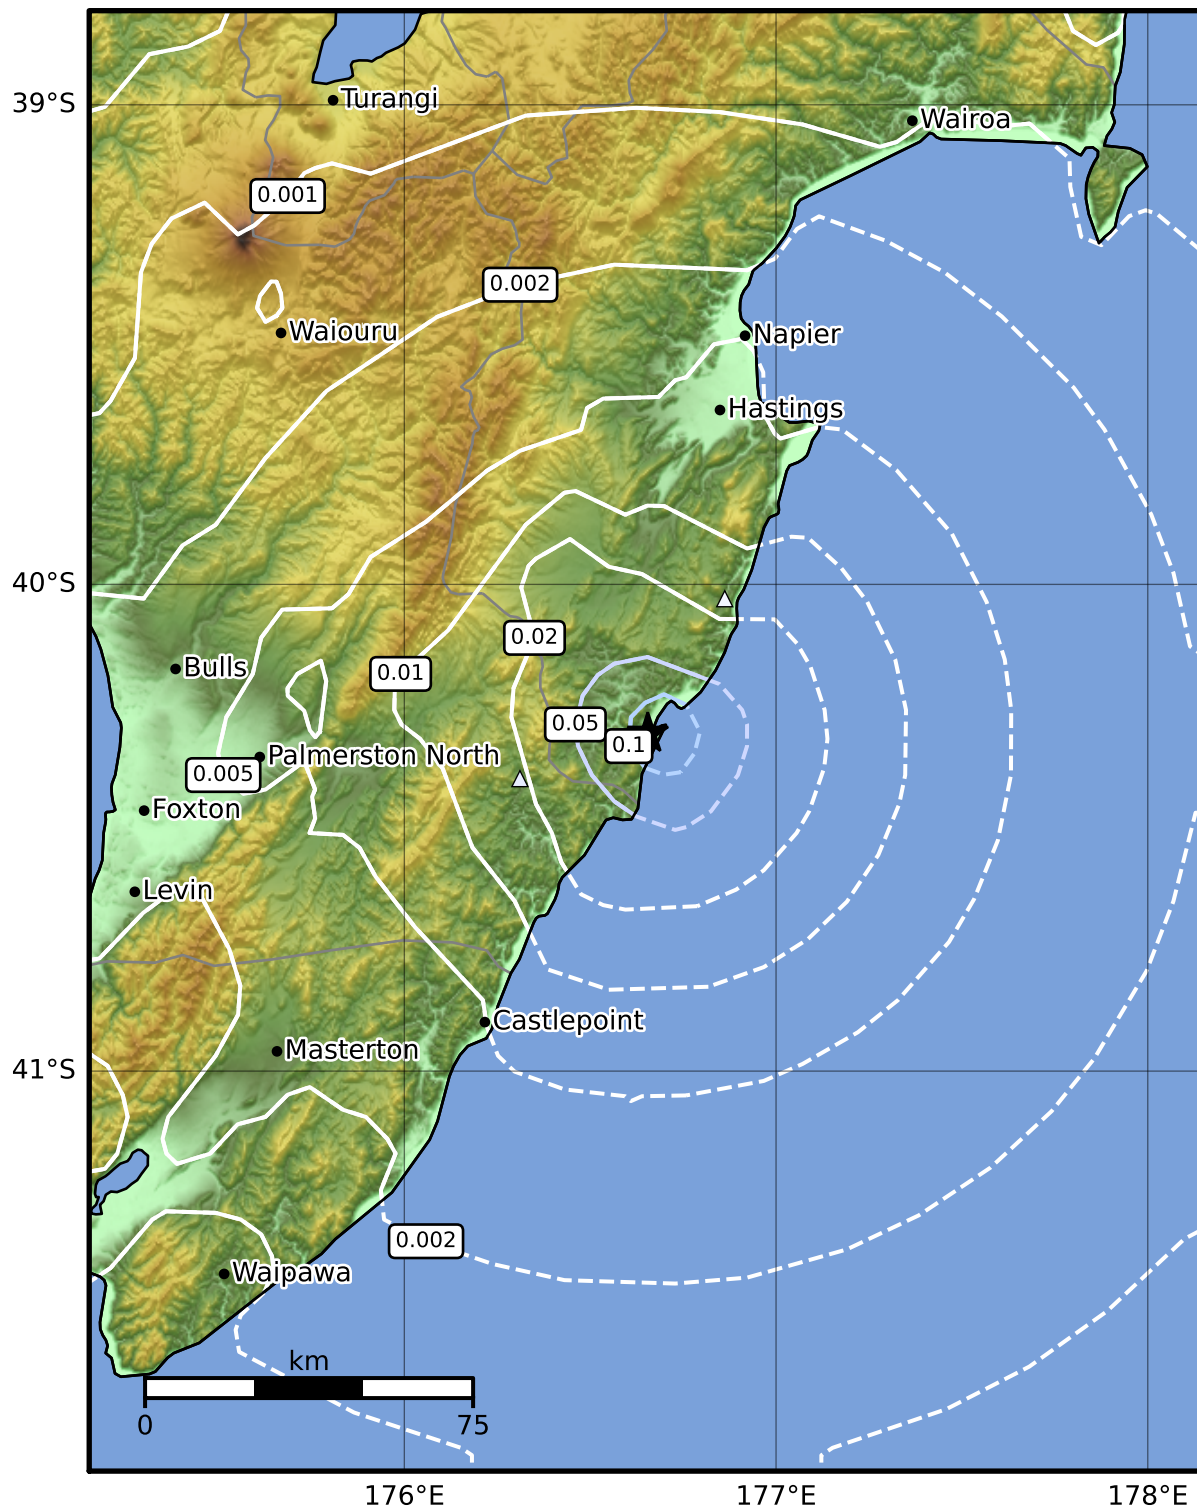 39°S
Turangi
Wairoa
0.001
0.002
Waiouru
Napier
Hastings
40°S
0.02
Bulls
0.01
0.05
0.1
Palmerston North
0.005
Foxton
Levin
Castlepoint
Masterton
41°S
0.002
Waipawa
km
0 75
176°E 177°E 178°E